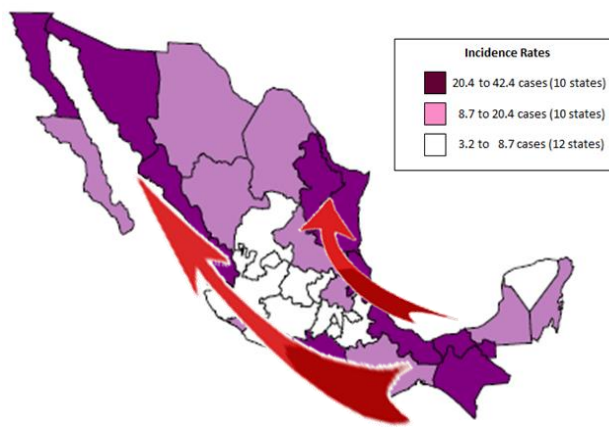 Incidence Rates
20.4 to 42.4 cases (10 states)
8.7 to 20.4 cases (10 states)
3.2 to 8.7 cases (12 states)